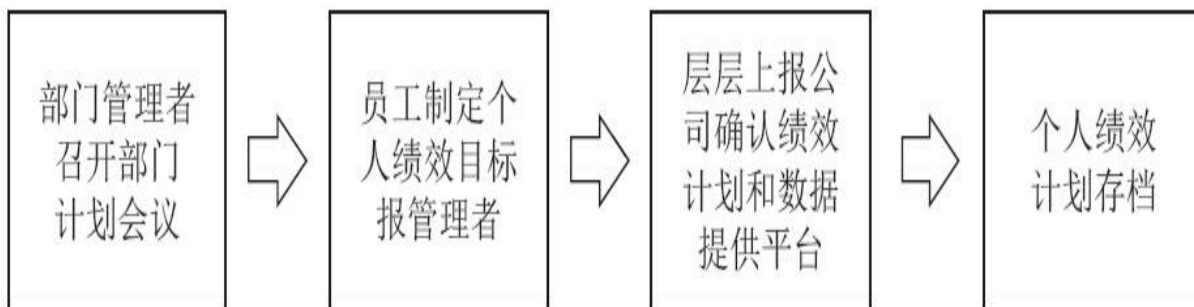 部门管理者
召开部门
计划会议
员工制定个
人绩效目标
报管理者
层层上报公
司确认绩效
计划和数据
提供平台
个人绩效
计划存档